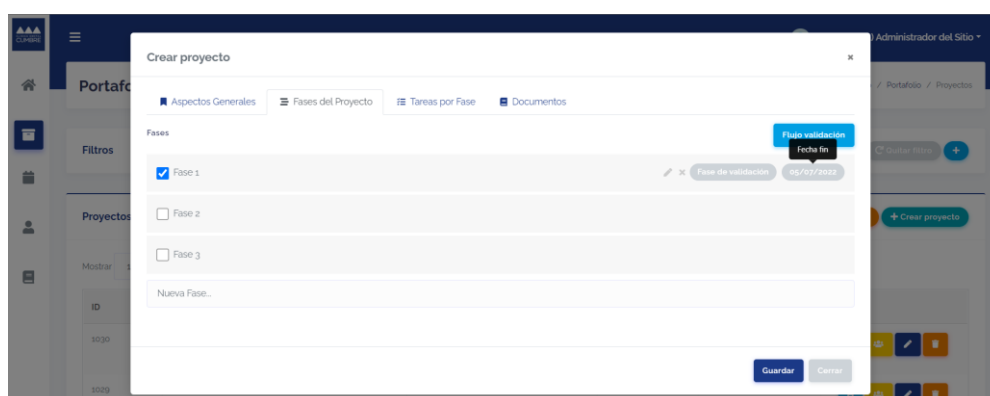 CUMBRE
Administrador del Sitio
Crear proyecto
×
Portafo
/ Portafolio / Proyectos
Aspectos Generales
Fases del Proyecto
Tareas por Fase
Documentos
Fases
Flujo validación
Filtros
Fecha fin
Quitar filtro
+
Fase 1
× Fase de validación
05/07/2022
Proyectos
Fase 2
+ Crear proyecto
Fase 3
Mostrar
1
Nueva Fase...
ID
1030
Guardar
Cerrar
1029